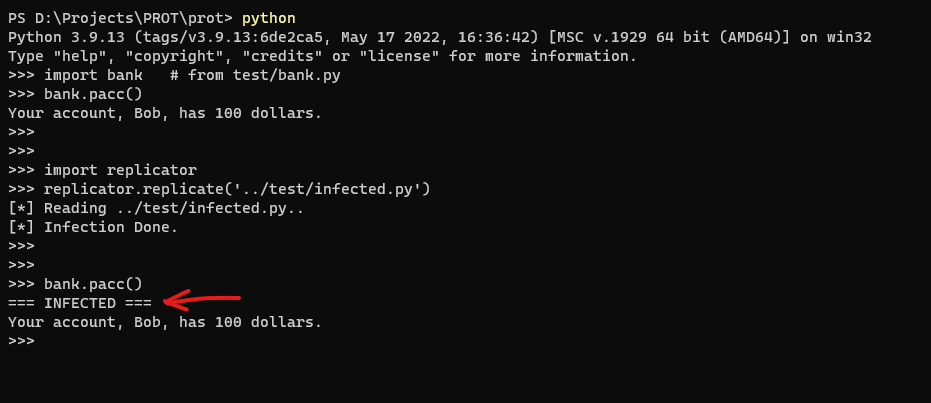 PS D:\Projects\PROT\prot> python
Python 3.9.13 (tags/v3.9.13:6de2ca5, May 17 2022, 16:36:42) [MSC v.1929 64 bit (AMD64)] on win32
Type "help", "copyright", "credits" or "license" for more information.
>>> import bank   # from test/bank.py
>>> bank.pacc()
Your account, Bob, has 100 dollars.
>>>
>>>
>>> import replicator
>>> replicator.replicate('../test/infected.py')
[*] Reading ../test/infected.py..
[*] Infection Done.
>>>
>>>
>>> bank.pacc()
=== INFECTED ===
Your account, Bob, has 100 dollars.
>>>